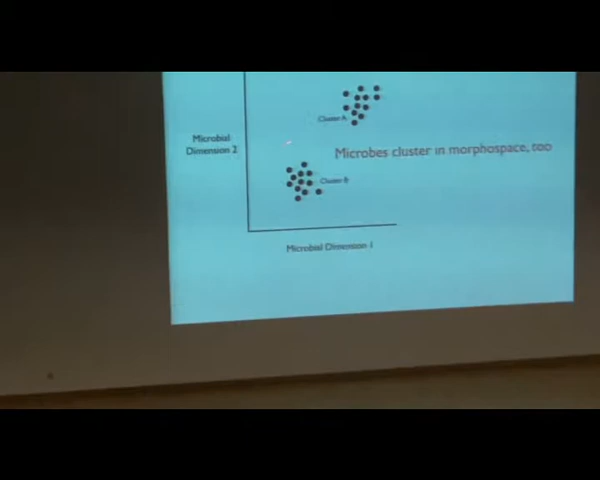 Cluster A
Microbial
Dimension 2
Microbes cluster in morphospace, too
Cluster B
Microbial Dimension 1